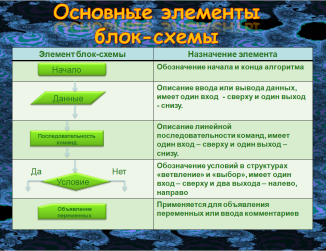 Основные элементы
блок-схемы
Элемент блок-схемы
Назначение элемента
Начало
Обозначение начала и конца алгоритма
Данные
Описание ввода или вывода данных,
имеет один вход - сверху и один выход
- снизу.
Последовательность
команд
Описание линейной
последовательности команд, имеет
один вход – сверху и один выход –
снизу.
Да
Нет
Условие
Обозначение условий в структурах
«ветвление» и «выбор», имеет один
вход – сверху и два выхода – налево,
направо
Объявление
переменных
Применяется для объявления
переменных или ввода комментариев